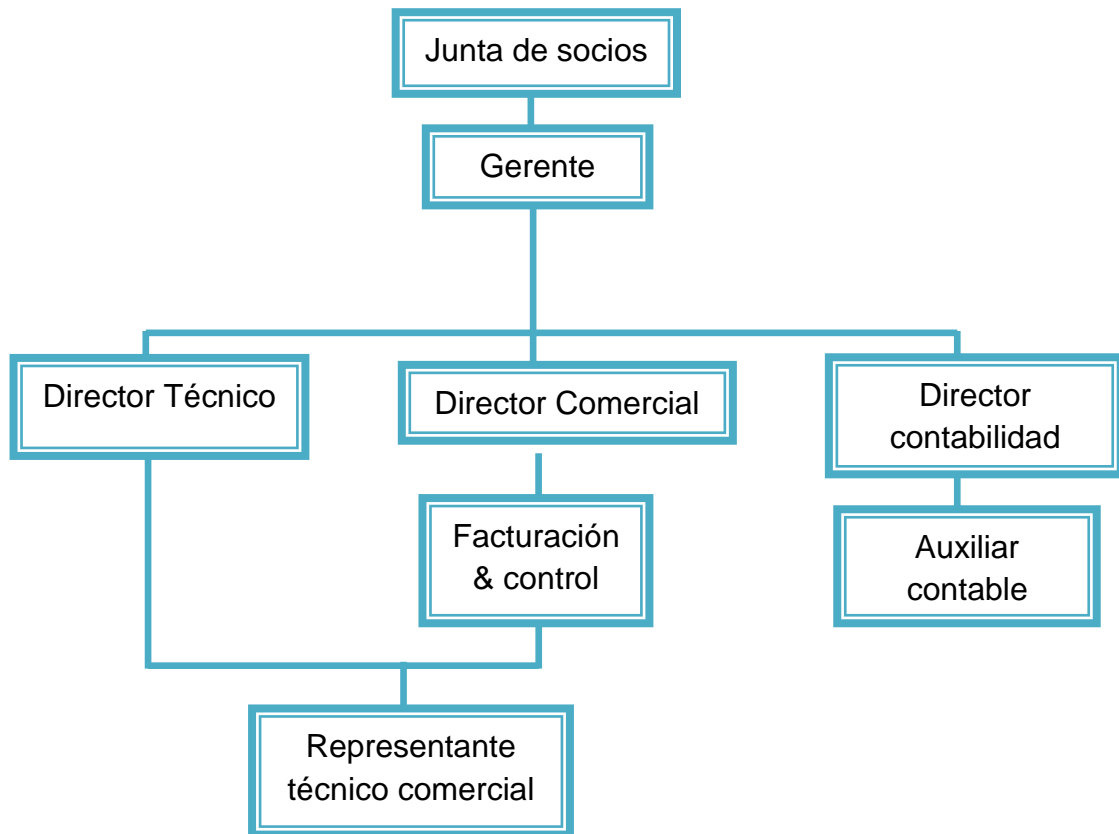 Junta de socios
Gerente
Director Técnico
Director Comercial
Director
contabilidad
Facturación
& control
Auxiliar
contable
Representante
técnico comercial